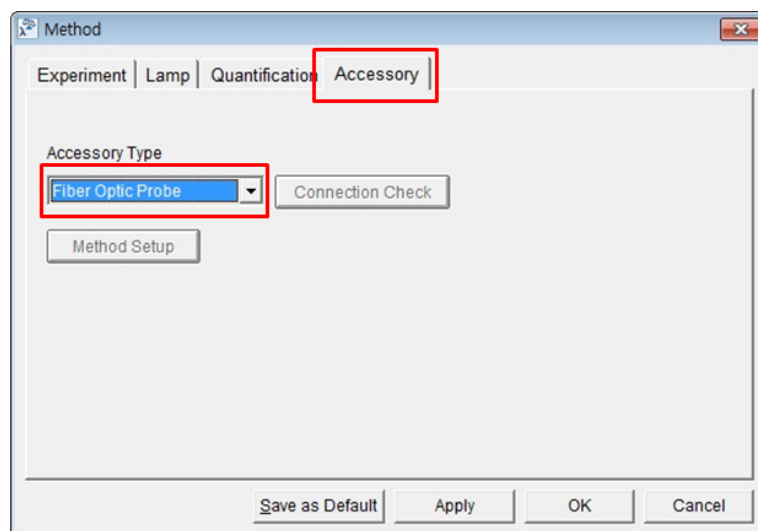 Method
Experiment Lamp Quantification Accessory
Accessory Type
Fiber Optic Probe Connection Check
Method Setup
Save as Default Apply OK Cancel